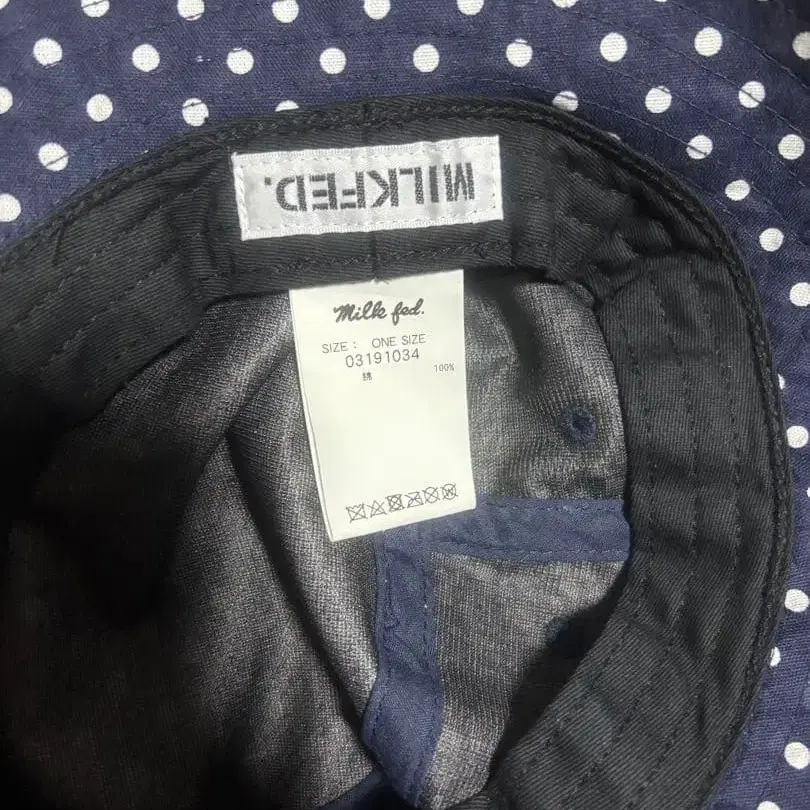 MILKFED.
Milk fed.
SIZE : ONE SIZE
03191034
綿 100%